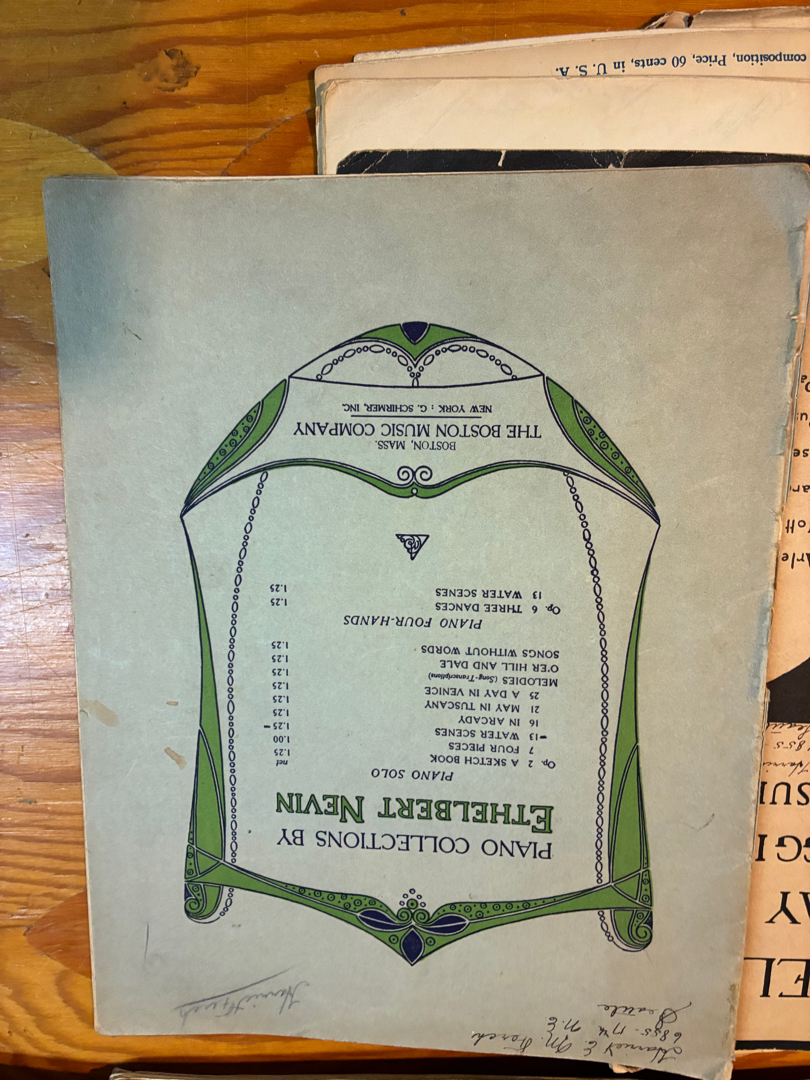 Harriet E. M. Forch
6855 - 17th N.E.
Seattle
PIANO COLLECTIONS BY
ETHELBERT NEVIN
PIANO SOLO
net
Op. 2 A SKETCH BOOK 1.25
7 FOUR PIECES 1.00
13 WATER SCENES 1.25
16 IN ARCADY 1.25
21 MAY IN TUSCANY 1.25
25 A DAY IN VENICE 1.25
MELODIES (Song-Transcriptions) 1.25
O'ER HILL AND DALE 1.25
SONGS WITHOUT WORDS 1.25
PIANO FOUR-HANDS
Op. 6 THREE DANCES 1.25
13 WATER SCENES 1.25
BOSTON, MASS.
THE BOSTON MUSIC COMPANY
NEW YORK : G. SCHIRMER, INC.
composition, Price, 60 cents, in U. S. A.